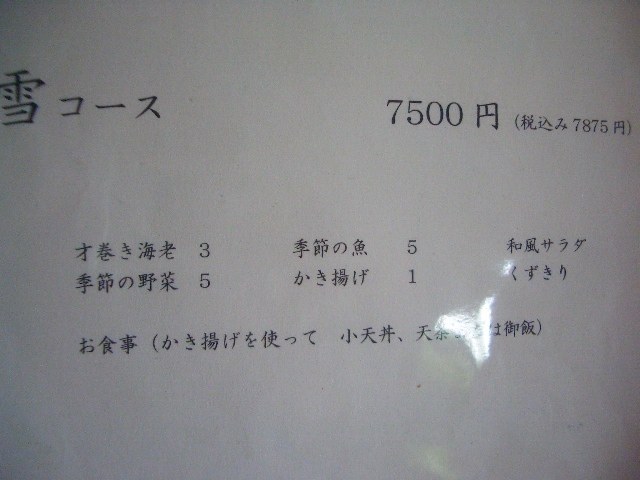 雪コース 7500円 (税込み7875円)
才巻き海老 3 季節の魚 5 和風サラダ
季節の野菜 5 かき揚げ 1 くずきり
お食事 (かき揚げを使って 小天丼、天茶 は御飯)